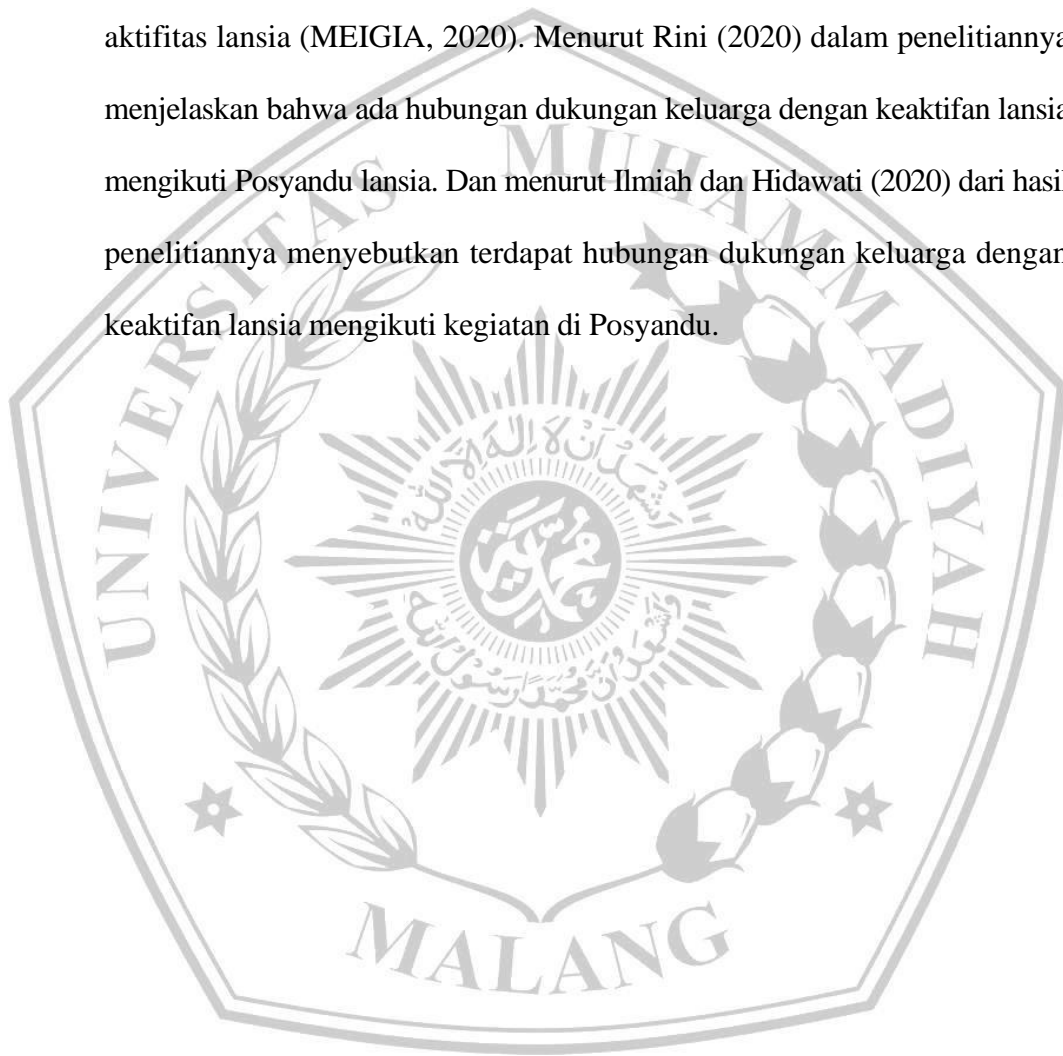 aktifitas lansia (MEIGIA, 2020). Menurut Rini (2020) dalam penelitiannya
menjelaskan bahwa ada hubungan dukungan keluarga dengan keaktifan lansia
mengikuti Posyandu lansia. Dan menurut Ilmiah dan Hidawati (2020) dari hasil
penelitiannya menyebutkan terdapat hubungan dukungan keluarga dengan
keaktifan lansia mengikuti kegiatan di Posyandu.
UNIVERSITAS MUHAMMADIYAH
MALANG